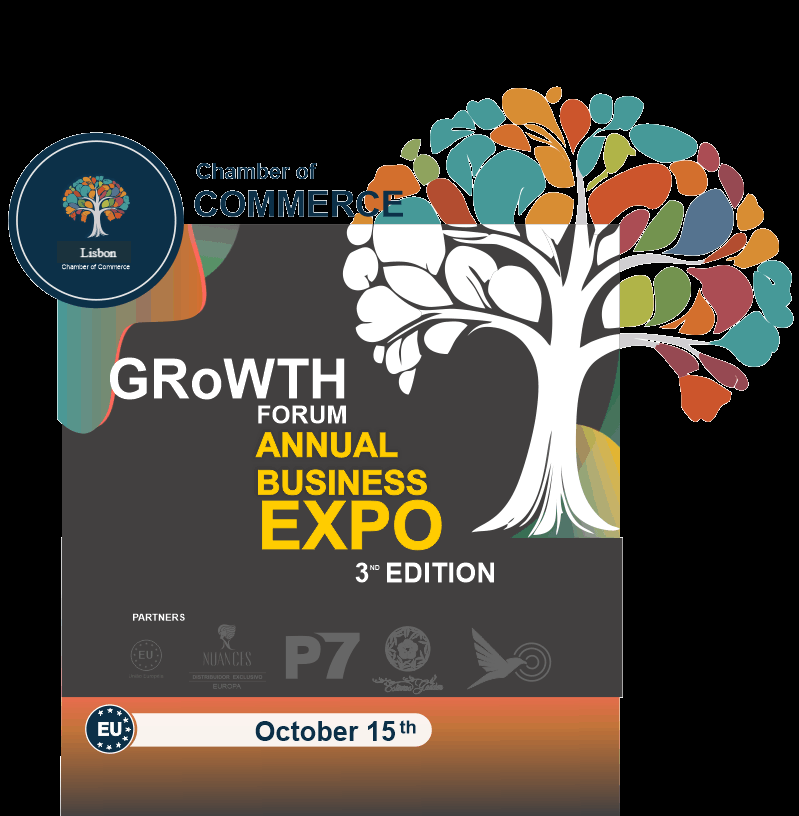 Chamber of
COMMERCE
Lisbon
Chamber of Commerce
GRoWTH
FORUM
ANNUAL
BUSINESS
EXPO
3ND EDITION
PARTNERS
EU
NUANCES
DISTRIBUIDOR EXCLUSIVO
EUROPA
P7
EU
October 15th